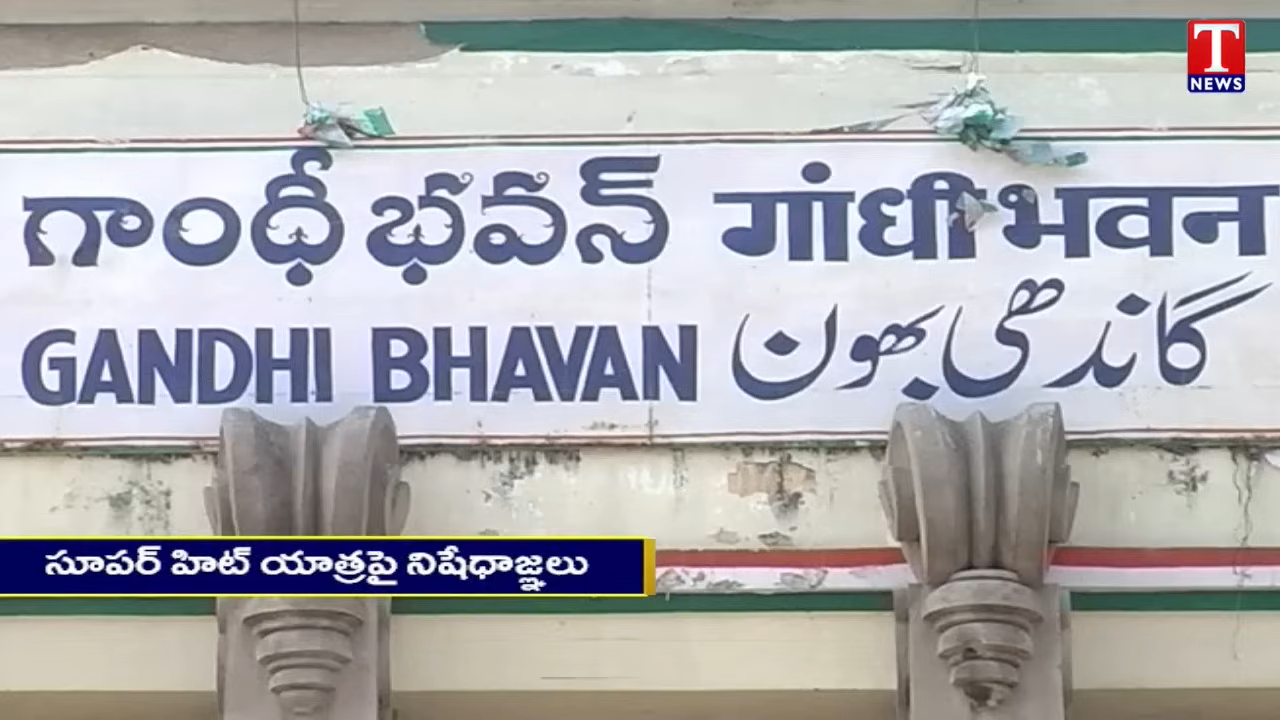 T
NEWS
గాంధీ భవన్ गांधी भवन
GANDHI BHAVAN گاندھی بھون
సూపర్ హిట్ యాత్రపై నిషేధాజ్ఞలు